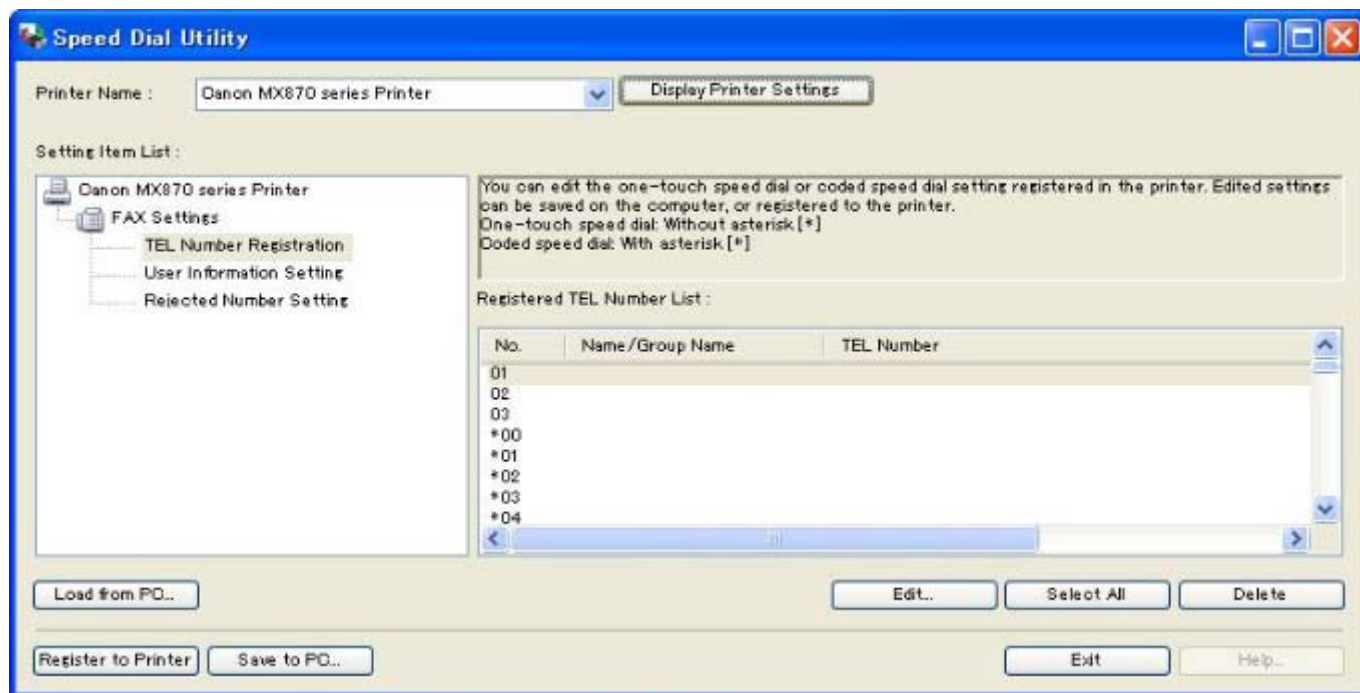 Speed Dial Utility
Printer Name :
Canon MX870 series Printer
Display Printer Settings
Setting Item List :
Canon MX870 series Printer
FAX Settings
TEL Number Registration
User Information Setting
Rejected Number Setting
You can edit the one-touch speed dial or coded speed dial setting registered in the printer. Edited settings
can be saved on the computer, or registered to the printer.
One-touch speed dial: Without asterisk [*]
Coded speed dial: With asterisk [*]
Registered TEL Number List :
No. Name/Group Name TEL Number
01
02
03
*00
*01
*02
*03
*04
Load from PC...
Edit...
Select All
Delete
Register to Printer
Save to PC...
Exit
Help...